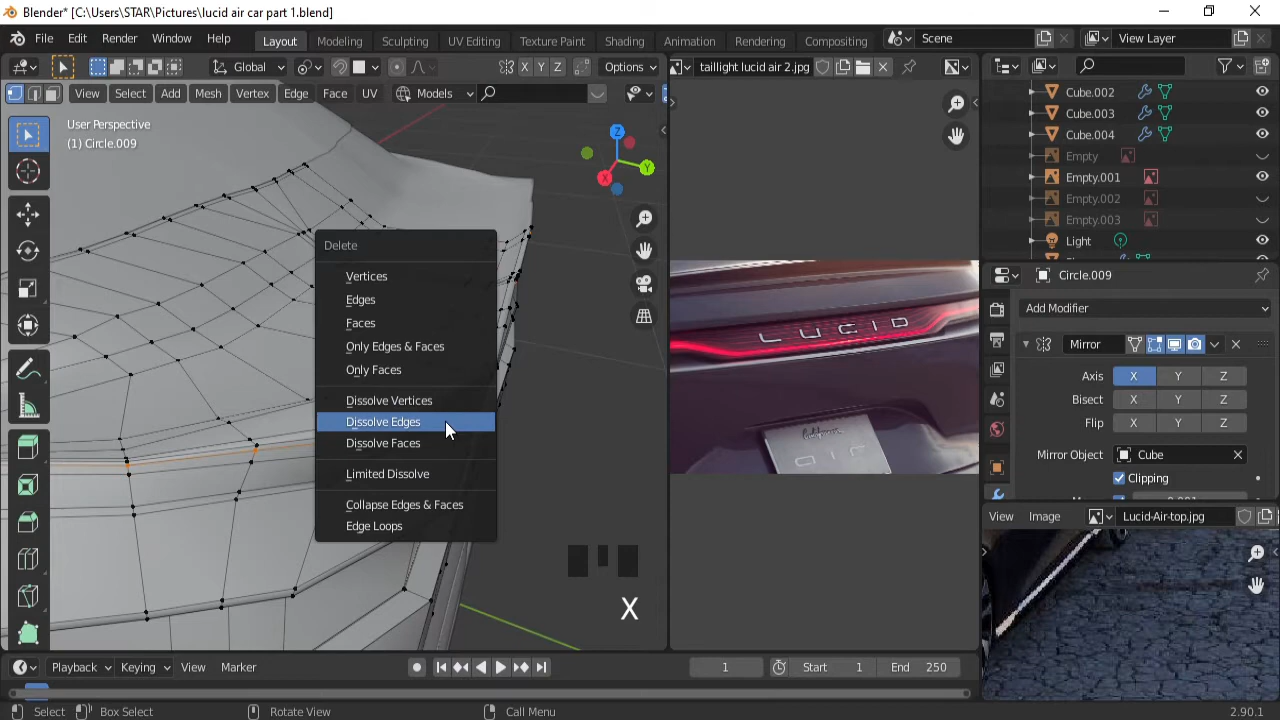 Blender* [C:\Users\STAR\Pictures\lucid air car part 1.blend]
File Edit Render Window Help
Layout Modeling Sculpting UV Editing Texture Paint Shading Animation Rendering Compositing
Scene
View Layer
Global
Options
taillight lucid air 2.jpg
View Select Add Mesh Vertex Edge Face UV
Models
User Perspective
(1) Circle.009
Z
Y
X
Delete
Vertices
Edges
Faces
Only Edges & Faces
Only Faces
Dissolve Vertices
Dissolve Edges
Dissolve Faces
Limited Dissolve
Collapse Edges & Faces
Edge Loops
X
LUCID
AIR
Cube.002
Cube.003
Cube.004
Empty
Empty.001
Empty.002
Empty.003
Light
Circle.009
Add Modifier
Mirror
Axis X Y Z
Bisect X Y Z
Flip X Y Z
Mirror Object Cube
Clipping
View Image Lucid-Air-top.jpg
Playback Keying View Marker
1
Start 1 End 250
Select Box Select Rotate View Call Menu
2.90.1